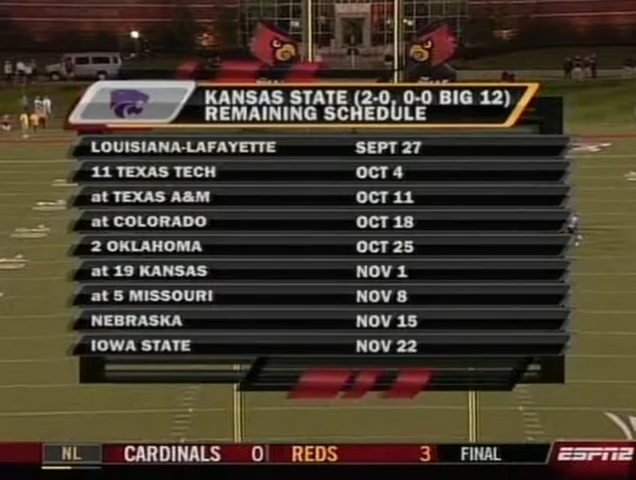 KANSAS STATE (2-0, 0-0 BIG 12)
REMAINING SCHEDULE
LOUISIANA-LAFAYETTE SEPT 27
11 TEXAS TECH OCT 4
at TEXAS A&M OCT 11
at COLORADO OCT 18
2 OKLAHOMA OCT 25
at 19 KANSAS NOV 1
at 5 MISSOURI NOV 8
NEBRASKA NOV 15
IOWA STATE NOV 22
NL CARDINALS 0 REDS 3 FINAL ESPN2